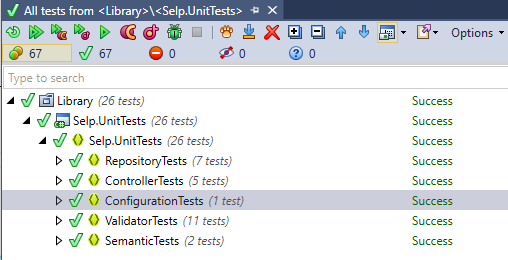 All tests from <Library>\<Selp.UnitTests>
Options
67 67 0 0 0
Type to search
Library (26 tests) Success
Selp.UnitTests (26 tests) Success
Selp.UnitTests (26 tests) Success
RepositoryTests (7 tests) Success
ControllerTests (5 tests) Success
ConfigurationTests (1 test) Success
ValidatorTests (11 tests) Success
SemanticTests (2 tests) Success